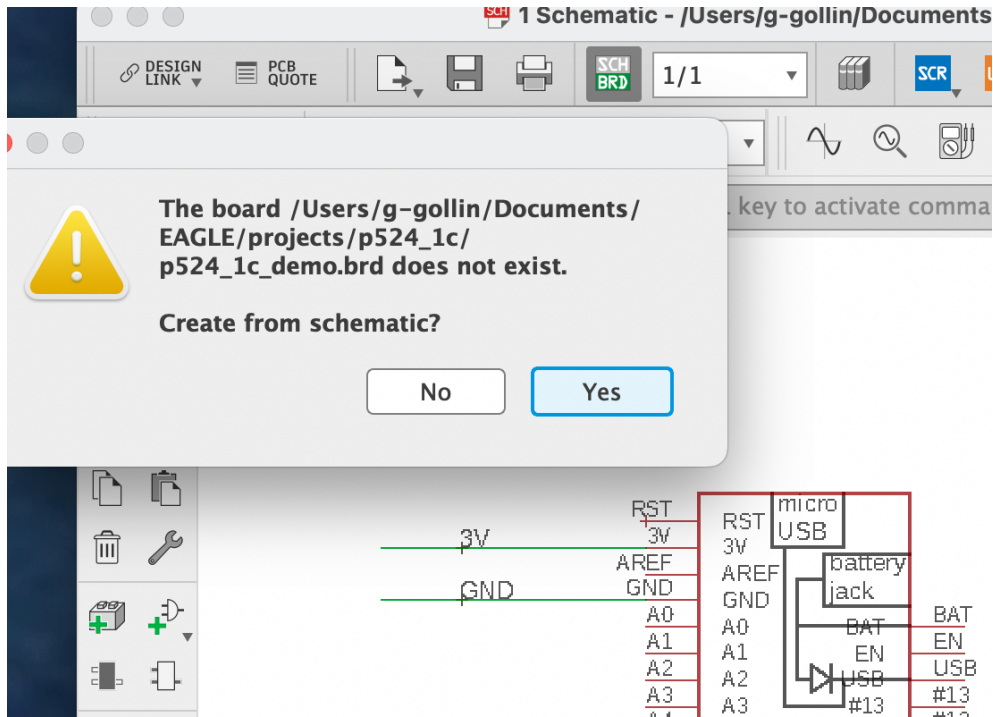 1 Schematic - /Users/g-gollin/Documents
DESIGN LINK
PCB QUOTE
SCH BRD
1/1
SCR
key to activate comma
The board /Users/g-gollin/Documents/
EAGLE/projects/p524_1c/
p524_1c_demo.brd does not exist.
Create from schematic?
No Yes
RST
3V
AREF
GND
A0
A1
A2
A3
3V
GND
RST
3V
AREF
GND
A0
A1
A2
A3
micro
USB
battery
jack
BAT
EN
USB
#13
BAT
EN
USB
#13